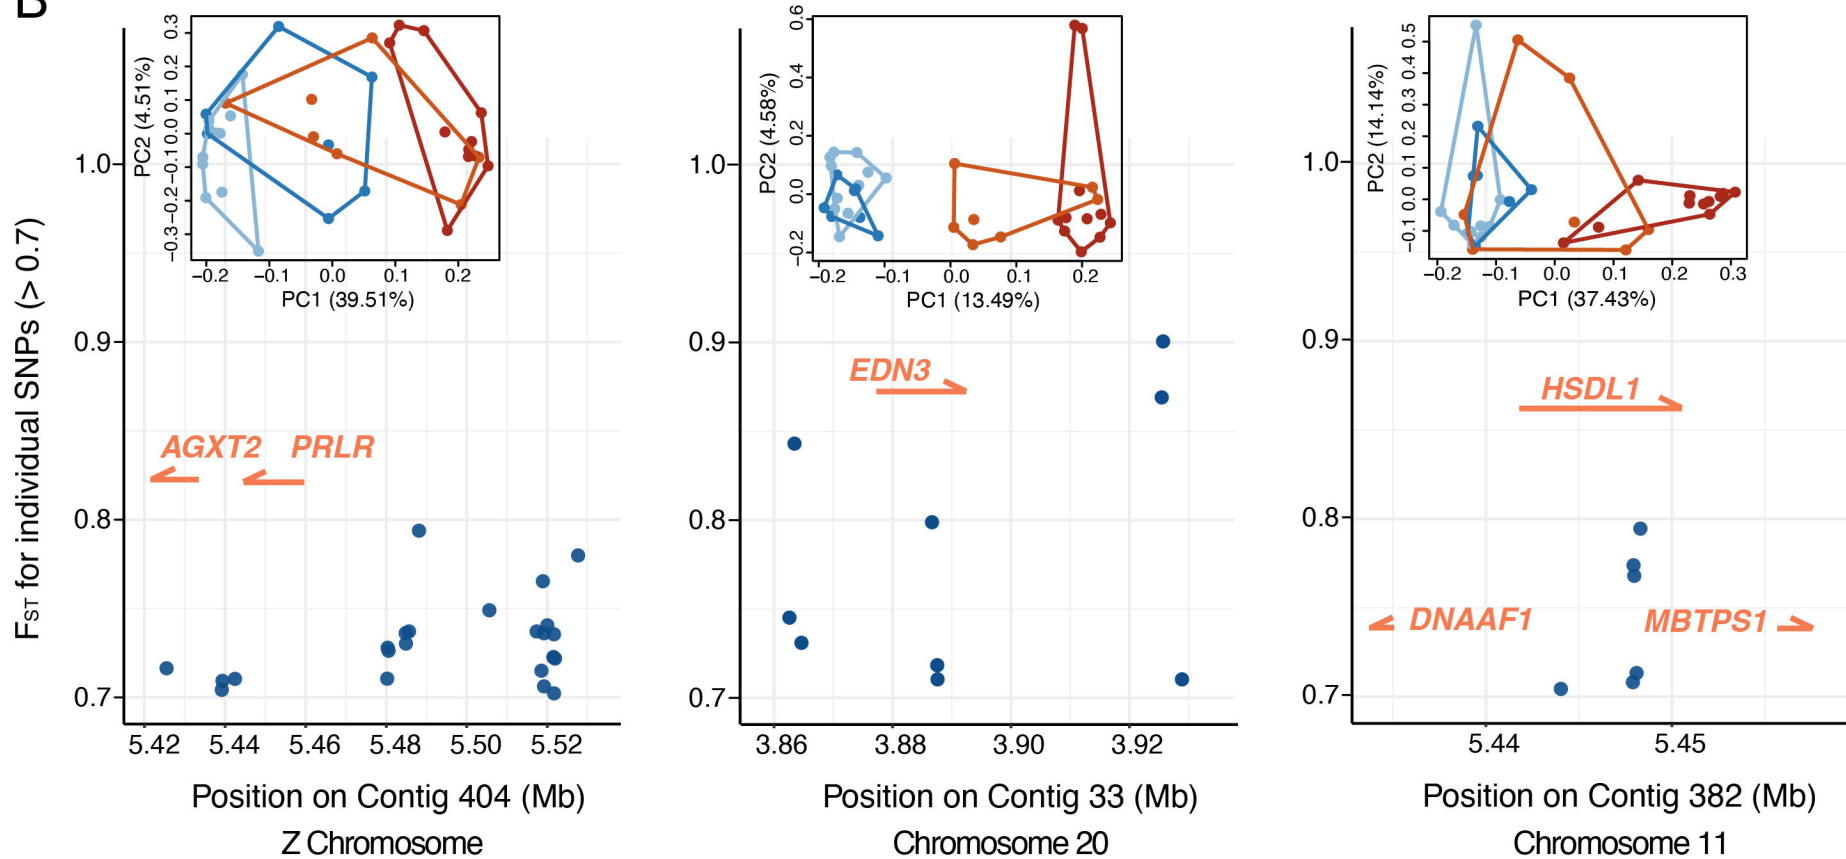 B
FST for individual SNPs (> 0.7)
1.0
0.9
0.8
0.7
5.42 5.44 5.46 5.48 5.50 5.52
Position on Contig 404 (Mb)
Z Chromosome
AGXT2 PRLR
PC2 (4.51%)
0.3
0.2
0.1
0.0
−0.1
−0.2
−0.3
−0.2 −0.1 0.0 0.1 0.2
PC1 (39.51%)
1.0
0.9
0.8
0.7
3.86 3.88 3.90 3.92
Position on Contig 33 (Mb)
Chromosome 20
EDN3
PC2 (4.58%)
0.6
0.4
0.2
0.0
−0.2
−0.2 −0.1 0.0 0.1 0.2
PC1 (13.49%)
1.0
0.9
0.8
0.7
5.44 5.45
Position on Contig 382 (Mb)
Chromosome 11
HSDL1
DNAAF1 MBTPS1
PC2 (14.14%)
0.5
0.4
0.3
0.2
0.1
0.0
−0.1
−0.2 −0.1 0.0 0.1 0.2 0.3
PC1 (37.43%)